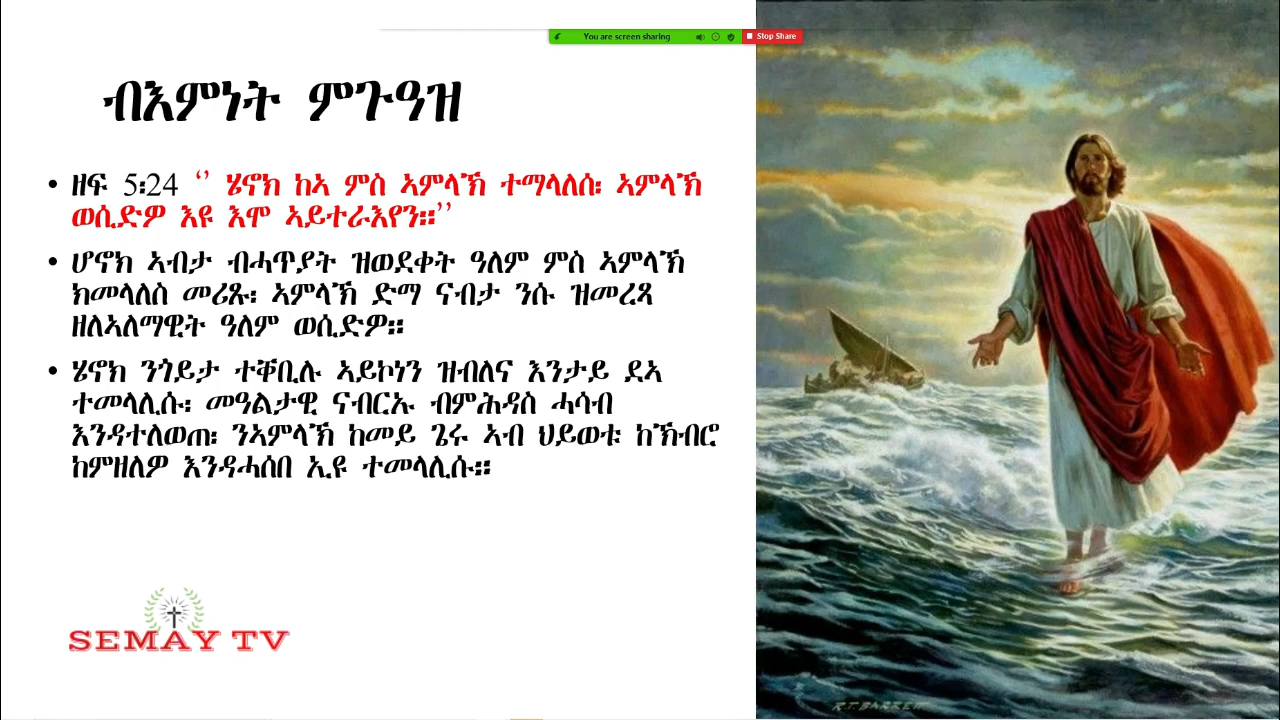 You are screen sharing
Stop Share
ብእምነት ምጉዓዝ
• ዘፍ 5፡24 ‘’ ሄኖክ ከኣ ምስ ኣምላኽ ተማላለሰ፡ ኣምላኽ
ወሲድዎ እዩ እሞ ኣይተራእየን።’’
• ሆኖክ ኣብታ ብሓጥያት ዝወደቀት ዓለም ምስ ኣምላኽ
ክመላለስ መሪጹ፡ ኣምላኽ ድማ ናብታ ንሱ ዝመረጻ
ዘለኣለማዊት ዓለም ወሲድዎ።
• ሄኖክ ንጎይታ ተቐቢሉ ኣይኮነን ዝብለና እንታይ ደኣ
ተመላሊሱ፡ መዓልታዊ ናብርኡ ብምሕዳስ ሓሳብ
እንዳተለወጠ፡ ንኣምላኽ ከመይ ጌሩ ኣብ ህይወቱ ከኽብሮ
ከምዘለዎ እንዳሓሰበ ኢዩ ተመላሊሱ።
SEMAY TV